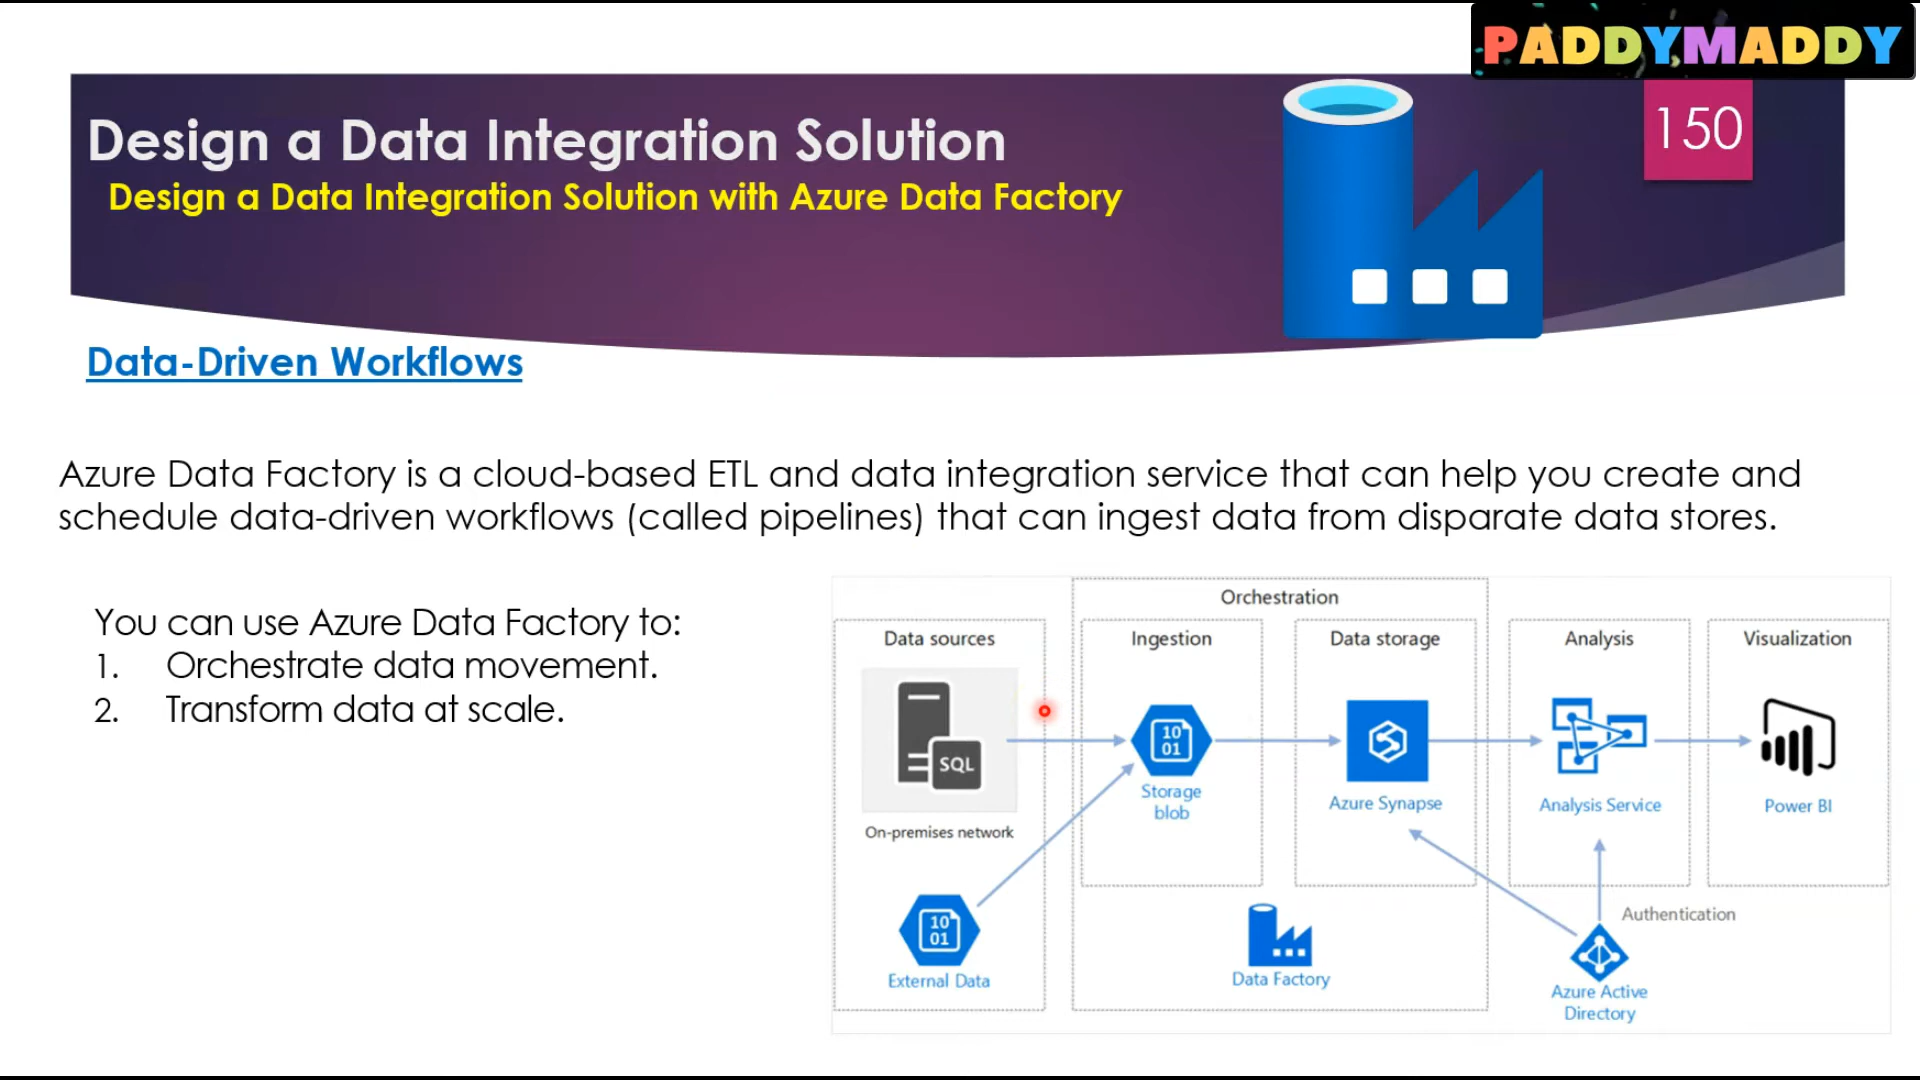 PADDYMADDY
150
Design a Data Integration Solution
Design a Data Integration Solution with Azure Data Factory
Data-Driven Workflows
Azure Data Factory is a cloud-based ETL and data integration service that can help you create and
schedule data-driven workflows (called pipelines) that can ingest data from disparate data stores.
You can use Azure Data Factory to:
1. Orchestrate data movement.
2. Transform data at scale.
Orchestration
Data sources
Ingestion
Data storage
Analysis
Visualization
SQL
10
01
Storage
blob
Azure Synapse
Analysis Service
Power BI
On-premises network
10
01
External Data
Data Factory
Authentication
Azure Active
Directory